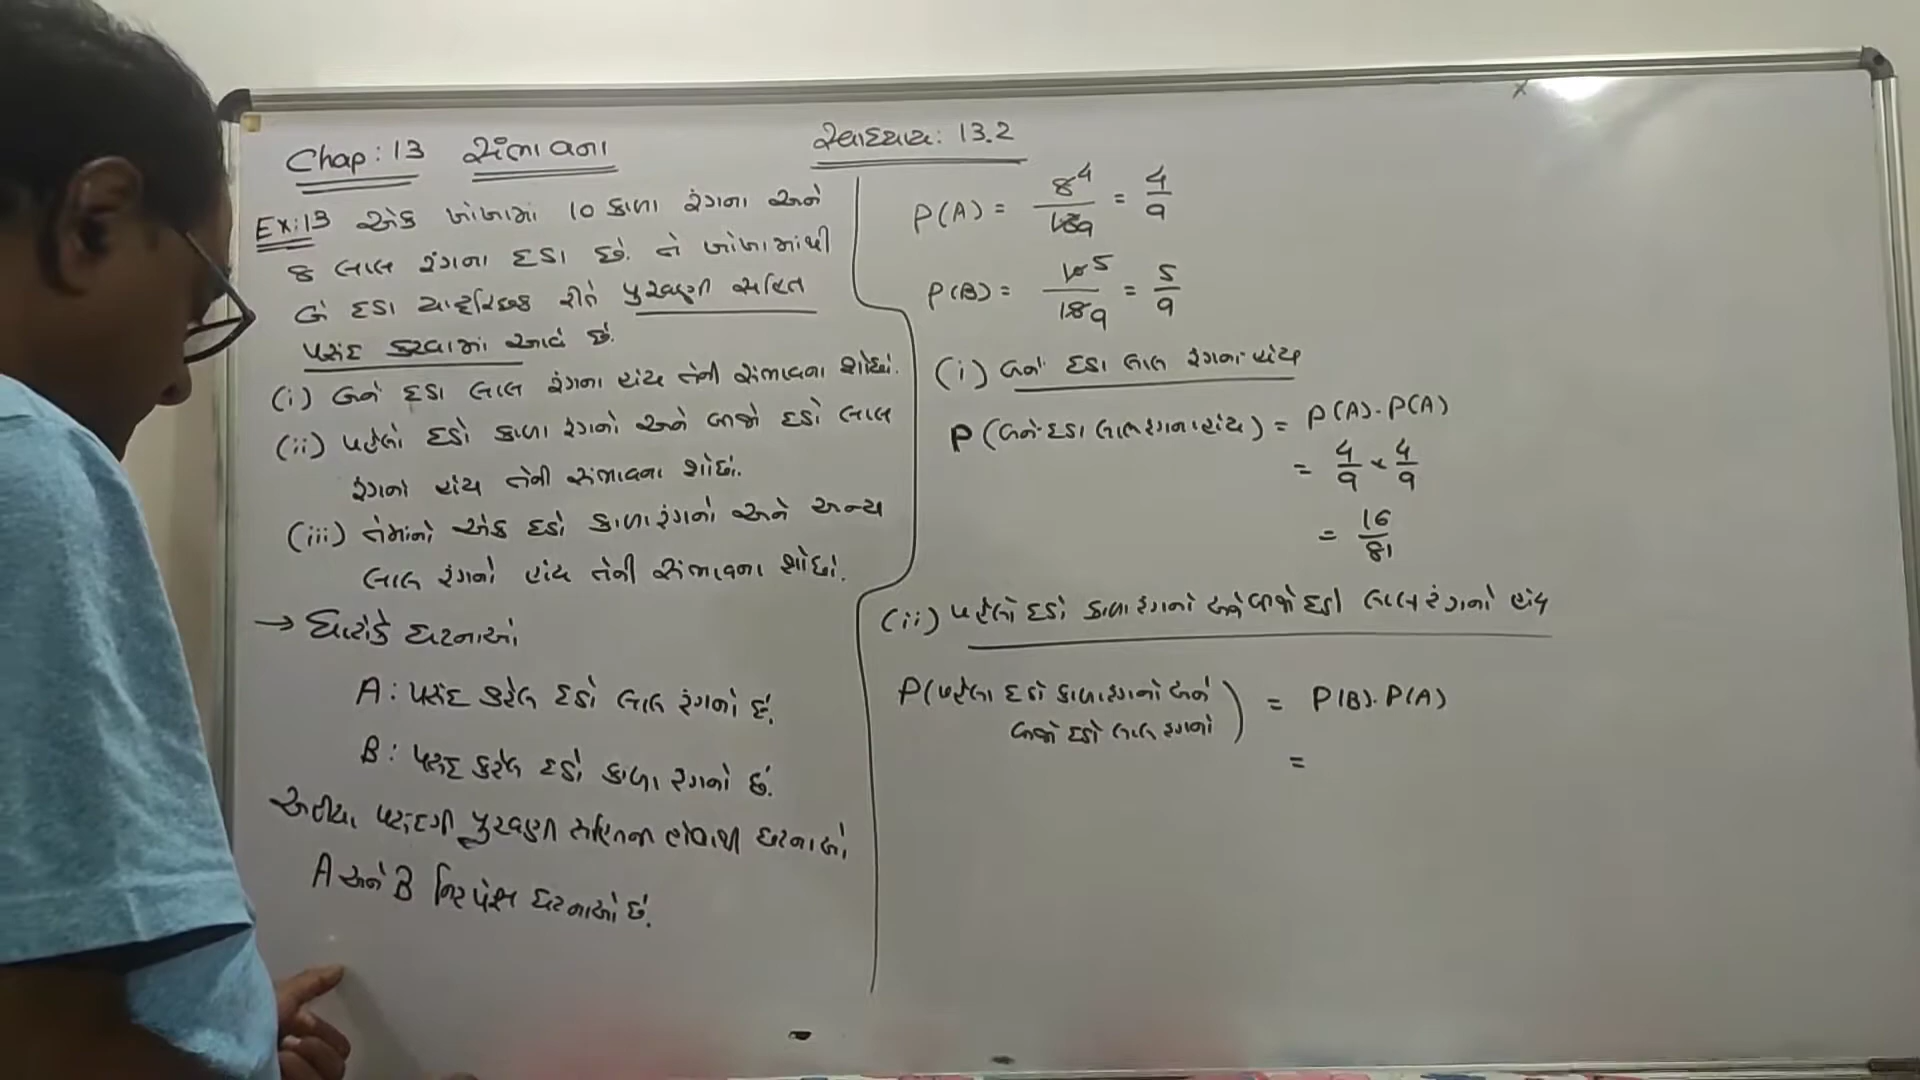 Chap: 13 સંભાવના
સ્વાધ્યાય: 13.2
Ex:13 એક ખોખામાં 10 કાળા રંગના અને
8 લાલ રંગના દડા છે. તે ખોખામાંથી
બે દડા યાદૃચ્છિક રીતે પુરવણી સહિત
પસંદ કરવામાં આવે છે.
(i) બંને દડા લાલ રંગના હોય તેની સંભાવના શોધો.
(ii) પહેલો દડો કાળા રંગનો અને બીજો દડો લાલ
રંગનો હોય તેની સંભાવના શોધો.
(iii) તેમાંનો એક દડો કાળા રંગનો અને અન્ય
લાલ રંગનો હોય તેની સંભાવના શોધો.
→ ધારોકે ઘટનાઓ
A : પસંદ કરેલ દડો લાલ રંગનો છે.
B : પસંદ કરેલ દડો કાળા રંગનો છે.
અહીંયા પસંદગી પુરવણી સહિતની હોવાથી ઘટનાઓ
A અને B નિરપેક્ષ ઘટનાઓ છે.
P(A) = 8 4 / 18 9 = 4/9
P(B) = 10 5 / 18 9 = 5/9
(i) બંને દડા લાલ રંગના હોય
P (બંને દડા લાલ રંગના હોય) = P(A). P(A)
= 4/9 × 4/9
= 16/81
(ii) પહેલો દડો કાળા રંગનો અને બીજો દડો લાલ રંગનો હોય
P(પહેલા દડો કાળા રંગનો અને બીજો દડો લાલ રંગનો) = P(B). P(A)
=